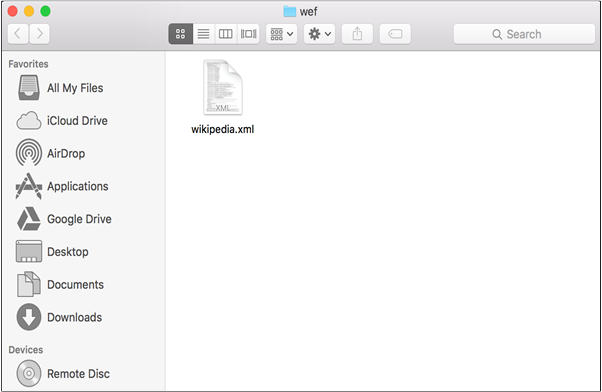 wef
Search
Favorites
All My Files
iCloud Drive
AirDrop
Applications
Google Drive
Desktop
Documents
Downloads
Devices
Remote Disc
XML
wikipedia.xml